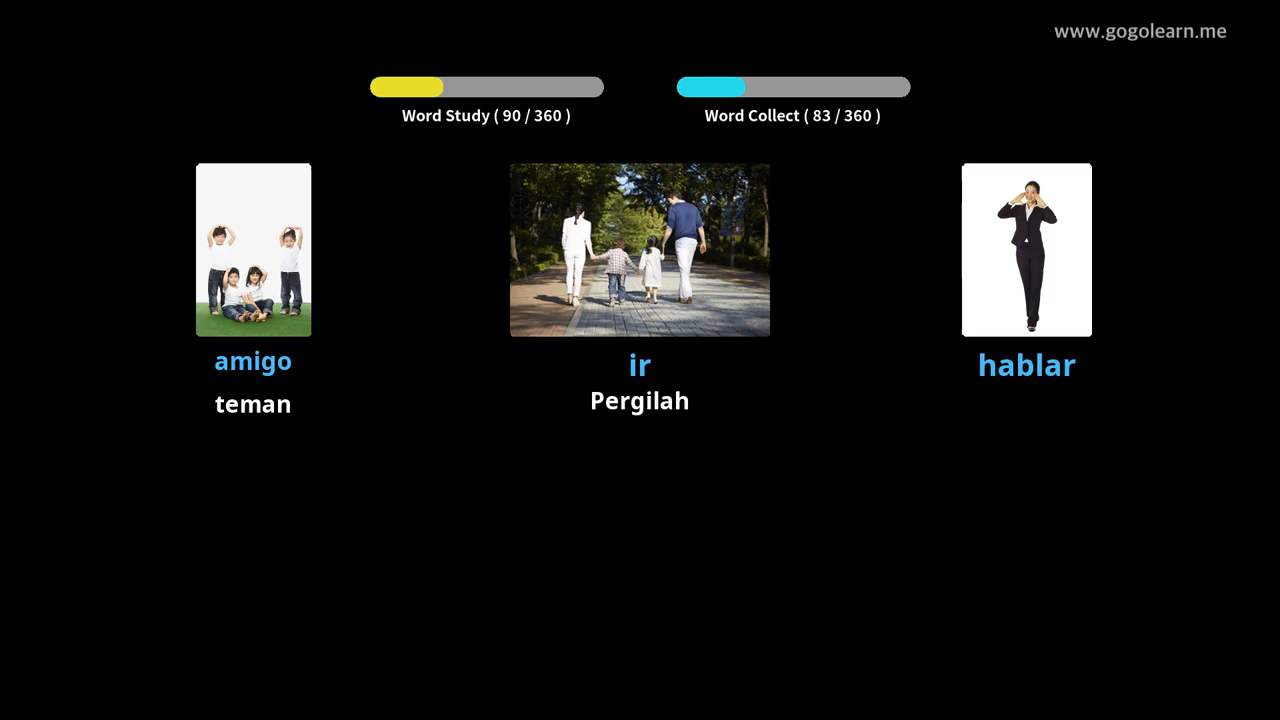 www.gogolearn.me
Word Study ( 90 / 360 )
Word Collect ( 83 / 360 )
amigo
teman
ir
Pergilah
hablar